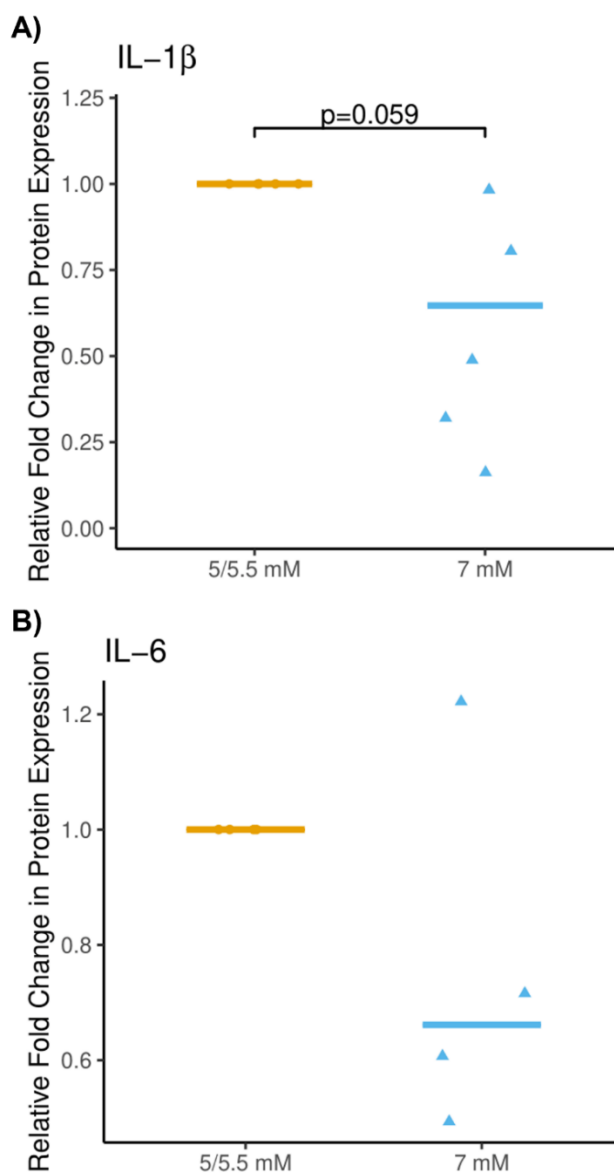 A)
IL−1β
Relative Fold Change in Protein Expression
1.25
1.00
0.75
0.50
0.25
0.00
p=0.059
5/5.5 mM
7 mM
B)
IL−6
Relative Fold Change in Protein Expression
1.2
1.0
0.8
0.6
5/5.5 mM
7 mM